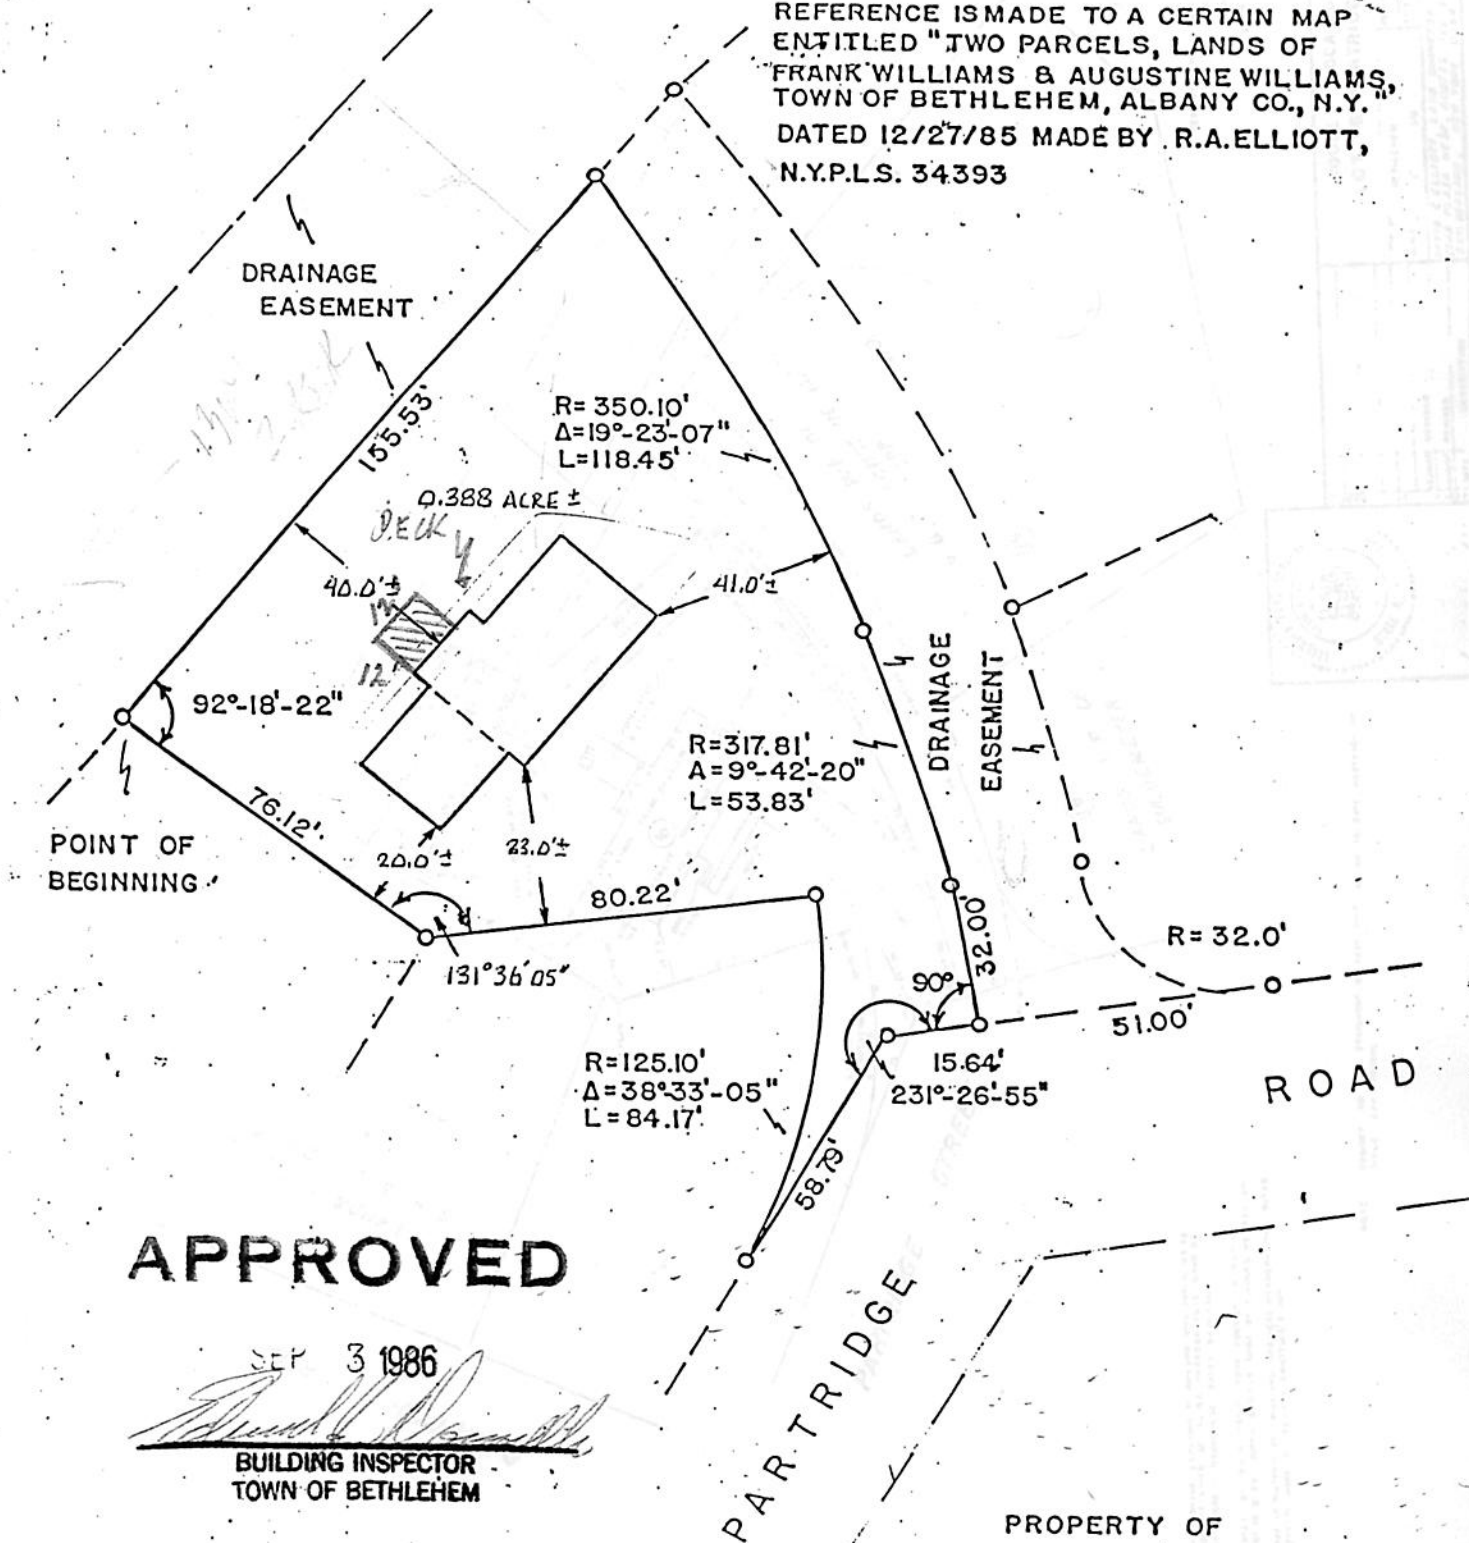 REFERENCE IS MADE TO A CERTAIN MAP
ENTITLED "TWO PARCELS, LANDS OF
FRANK WILLIAMS & AUGUSTINE WILLIAMS,
TOWN OF BETHLEHEM, ALBANY CO., N.Y."
DATED 12/27/85 MADE BY R.A.ELLIOTT,
N.Y.P.L.S. 34393
DRAINAGE
EASEMENT
155.53'
R= 350.10'
Δ=19°-23'-07"
L=118.45'
0.388 ACRE ±
DECK
40.0'±
12'
12'
41.0'±
92°-18'-22"
POINT OF
BEGINNING
76.12'
20.0'±
23.0'±
80.22'
131°36'05"
R=317.81'
A=9°-42'-20"
L=53.83'
DRAINAGE
EASEMENT
32.00'
90°
R= 32.0'
51.00'
15.64'
231°-26'-55"
R=125.10'
Δ=38°-33'-05"
L=84.17'
58.79'
PARTRIDGE
ROAD
APPROVED
SEP 3 1986
BUILDING INSPECTOR
TOWN OF BETHLEHEM
PROPERTY OF